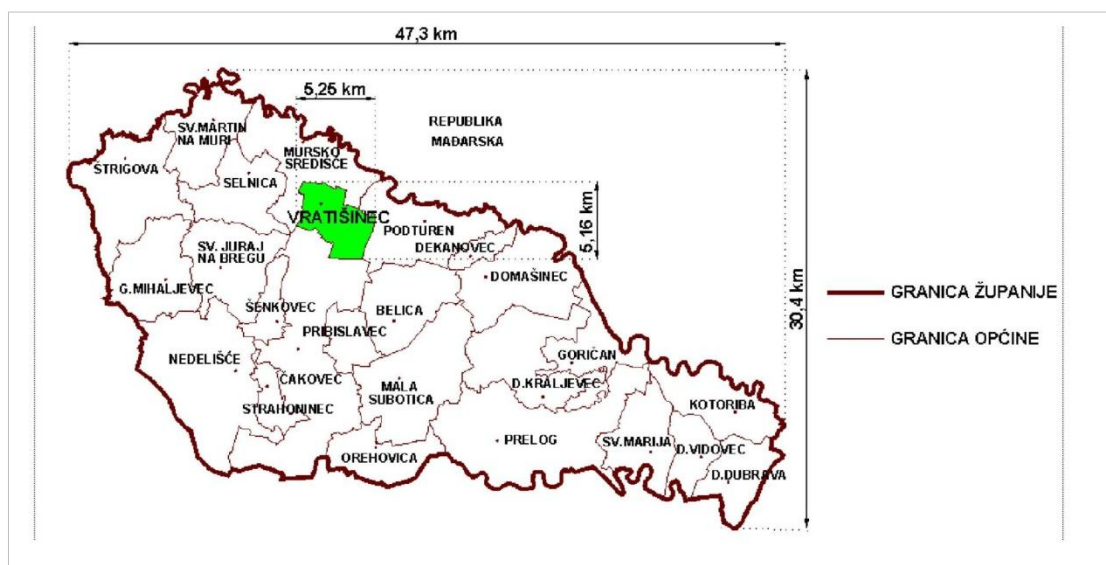 47,3 km
5,25 km
REPUBLIKA
MAĐARSKA
SV.MARTIN
NA MURI
MURSKO
SREDIŠĆE
ŠTRIGOVA
SELNICA
VRATIŠINEC
5,16 km
PODTUREN
DEKANOVEC
SV. JURAJ
NA BREGU
DOMAŠINEC
G.MIHALJEVEC
ŠENKOVEC
BELICA
30,4 km
GRANICA ŽUPANIJE
PRIBISLAVEC
GRANICA OPĆINE
NEDELIŠĆE
GORIČAN
ČAKOVEC
MALA
SUBOTICA
D.KRALJEVEC
STRAHONINEC
KOTORIBA
PRELOG
SV.MARIJA
D.VIDOVEC
OREHOVICA
D.DUBRAVA